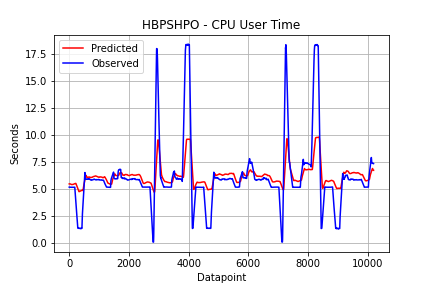 HBPSHPO - CPU User Time
Predicted
Observed
17.5
15.0
12.5
10.0
7.5
5.0
2.5
0.0
Seconds
0 2000 4000 6000 8000 10000
Datapoint